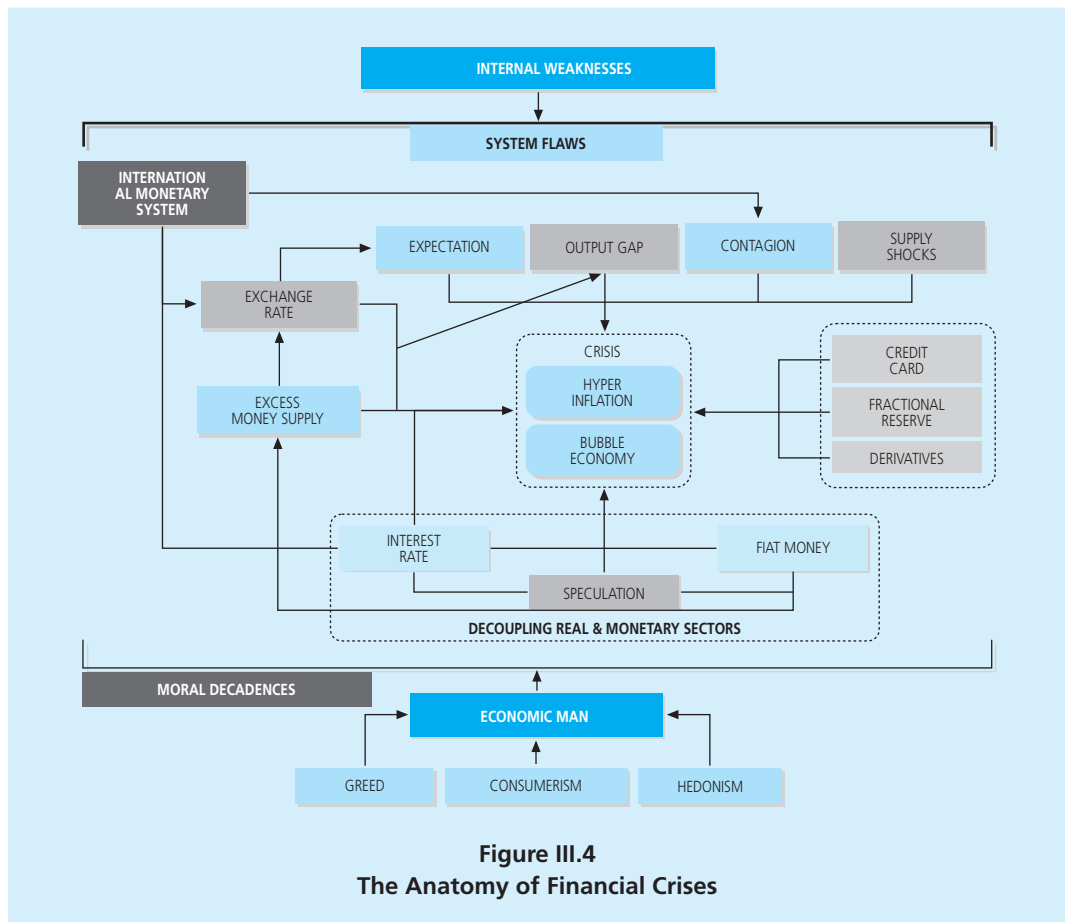 INTERNAL WEAKNESSES
SYSTEM FLAWS
INTERNATION
AL MONETARY
SYSTEM
EXPECTATION
OUTPUT GAP
CONTAGION
SUPPLY
SHOCKS
EXCHANGE
RATE
CRISIS
HYPER
INFLATION
BUBBLE
ECONOMY
CREDIT
CARD
FRACTIONAL
RESERVE
DERIVATIVES
EXCESS
MONEY SUPPLY
INTEREST
RATE
FIAT MONEY
SPECULATION
DECOUPLING REAL & MONETARY SECTORS
MORAL DECADENCES
ECONOMIC MAN
GREED
CONSUMERISM
HEDONISM
Figure III.4
The Anatomy of Financial Crises